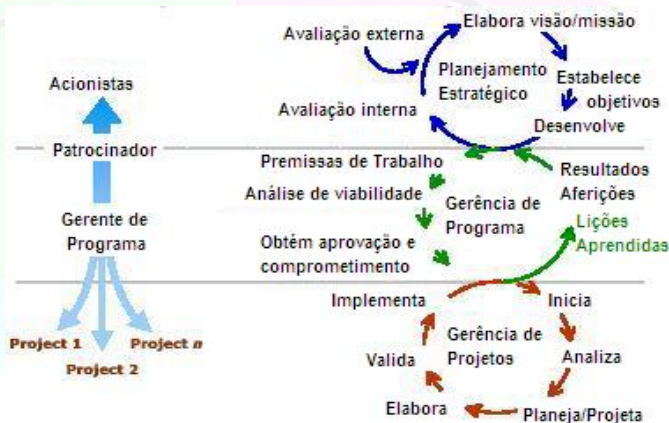 Acionistas
Patrocinador
Gerente de
Programa
Project 1
Project 2
Project n
Avaliação externa
Elabora visão/missão
Planejamento
Estratégico
Estabelece
objetivos
Avaliação interna
Desenvolve
Premissas de Trabalho
Resultados
Aferições
Análise de viabilidade
Gerência de
Programa
Lições
Aprendidas
Obtém aprovação e
comprometimento
Implementa
Inicia
Gerência de
Projetos
Valida
Analiza
Elabora
Planeja/Projeta